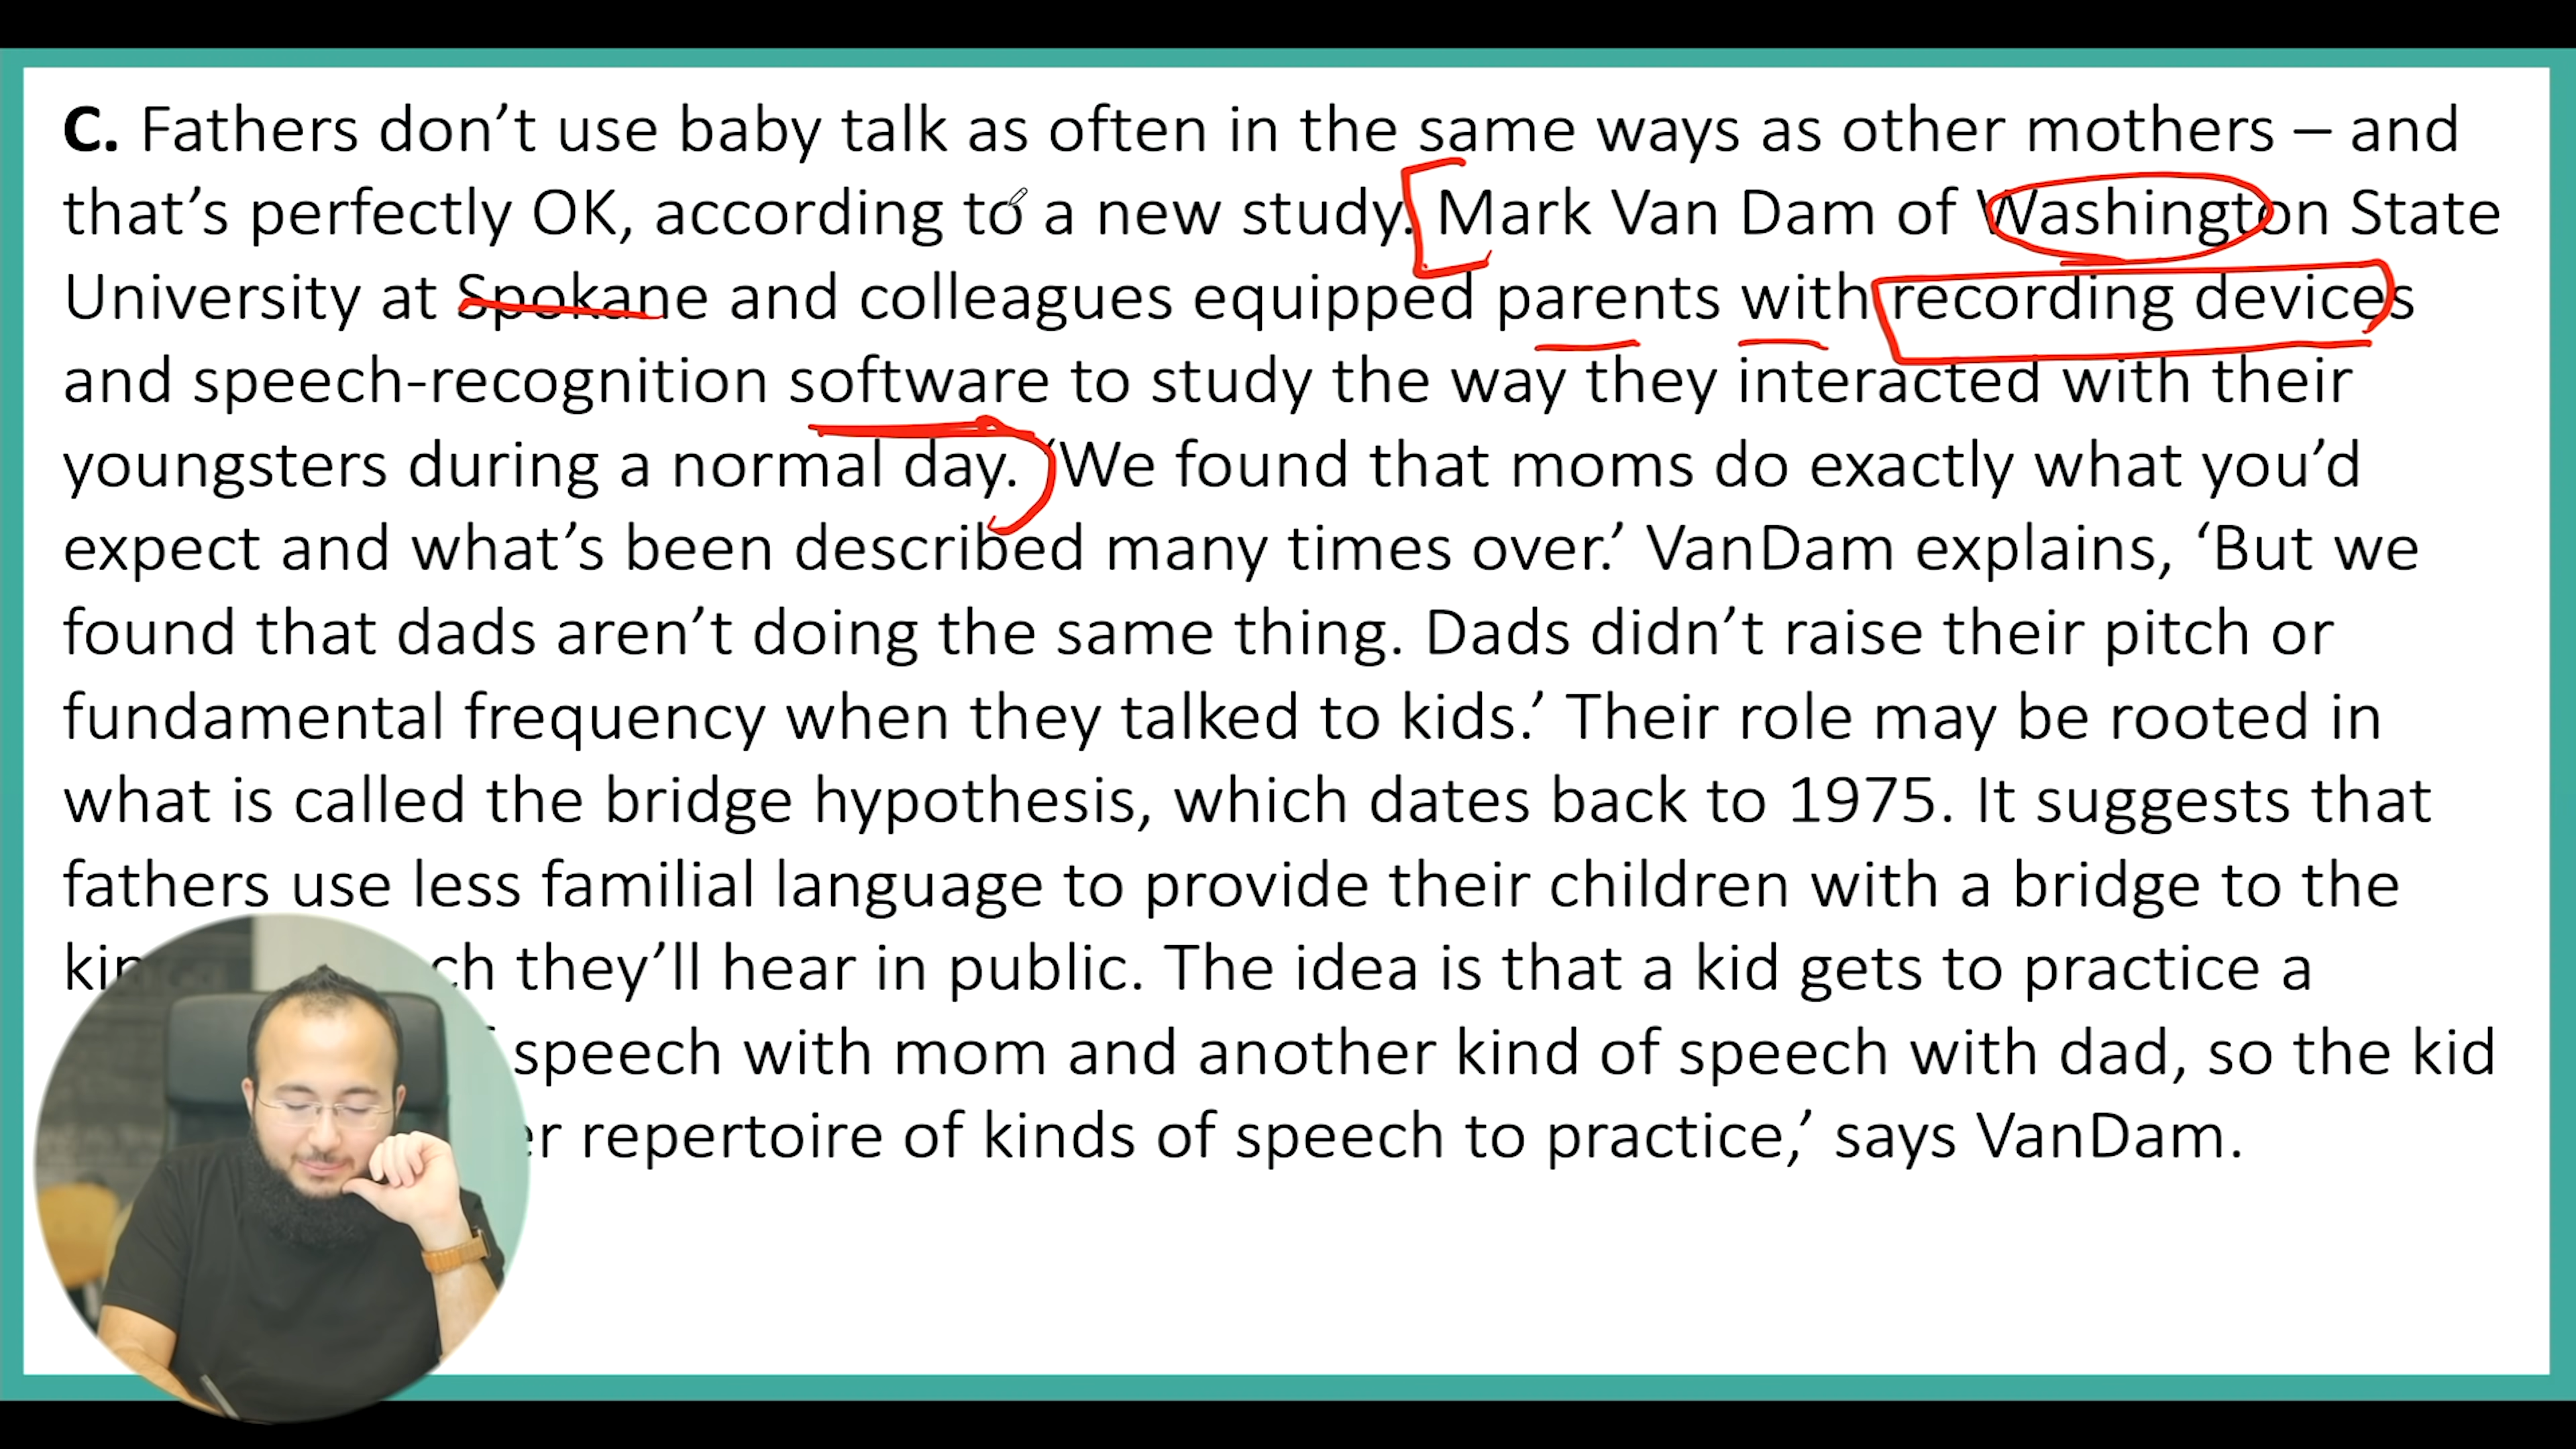 C. Fathers don’t use baby talk as often in the same ways as other mothers – and
that’s perfectly OK, according to a new study. Mark Van Dam of Washington State
University at Spokane and colleagues equipped parents with recording devices
and speech-recognition software to study the way they interacted with their
youngsters during a normal day. ‘We found that moms do exactly what you’d
expect and what’s been described many times over.’ VanDam explains, ‘But we
found that dads aren’t doing the same thing. Dads didn’t raise their pitch or
fundamental frequency when they talked to kids.’ Their role may be rooted in
what is called the bridge hypothesis, which dates back to 1975. It suggests that
fathers use less familial language to provide their children with a bridge to the
they’ll hear in public. The idea is that a kid gets to practice a
speech with mom and another kind of speech with dad, so the kid
repertoire of kinds of speech to practice,’ says VanDam.